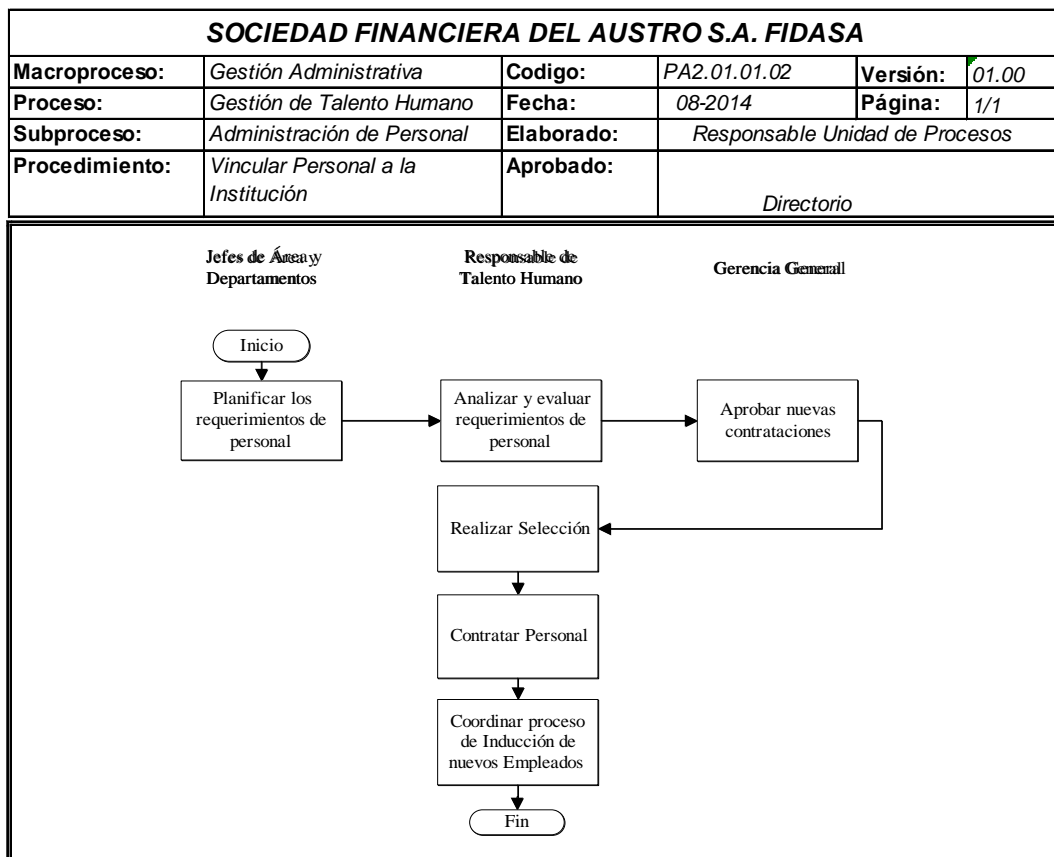 SOCIEDAD FINANCIERA DEL AUSTRO S.A. FIDASA
Macroproceso: Gestión Administrativa Codigo: PA2.01.01.02 Versión: 01.00
Proceso: Gestión de Talento Humano Fecha: 08-2014 Página: 1/1
Subproceso: Administración de Personal Elaborado: Responsable Unidad de Procesos
Procedimiento: Vincular Personal a la Institución Aprobado: Directorio
Jefes de Área y
Departamentos
Responsable de
Talento Humano
Gerencia General
Inicio
Planificar los
requerimientos de
personal
Analizar y evaluar
requerimientos de
personal
Aprobar nuevas
contrataciones
Realizar Selección
Contratar Personal
Coordinar proceso
de Inducción de
nuevos Empleados
Fin